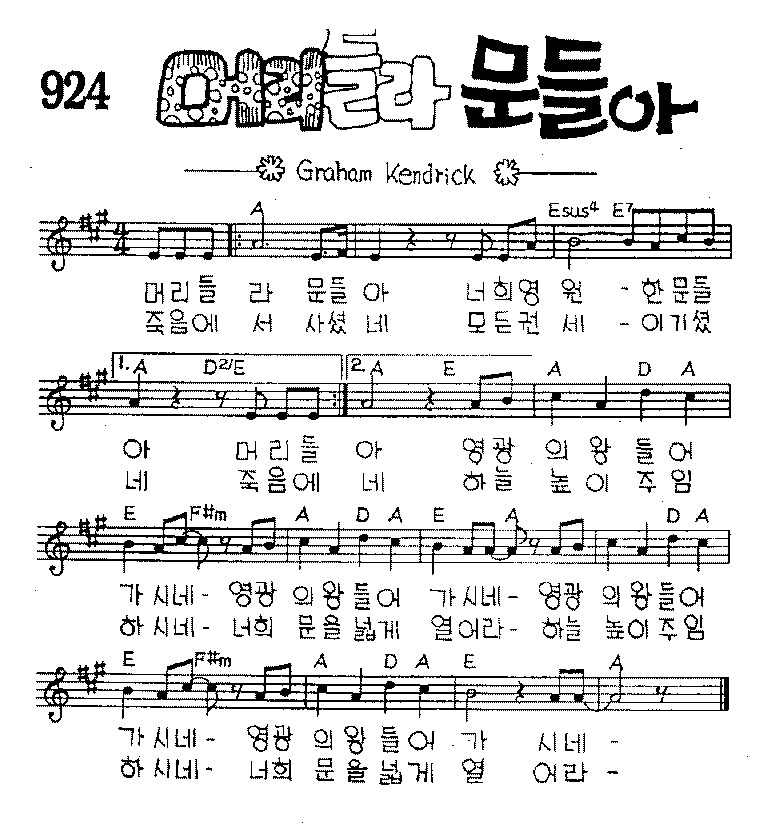 924 머리들라 문들아
Graham Kendrick
A Esus4 E7
머리들 라 문들 아 너희영 원 - 한문들
죽음에 서 사셨 네 모든권 세 - 이기셨
1. A D2/E 2. A E A D A
아 머리들 아 영광 의 왕 들 어
네 죽음에 네 하늘 높 이 주 임
E F#m A D A E A D A
가 시네- 영광 의왕들어 가시네- 영광 의왕들어
하 시네- 너희 문을넓게 열어라- 하늘 높이주임
E F#m A D A E A
가 시네- 영광 의왕들어 가 시네 -
하 시네- 너희 문을넓게 열 어라 -